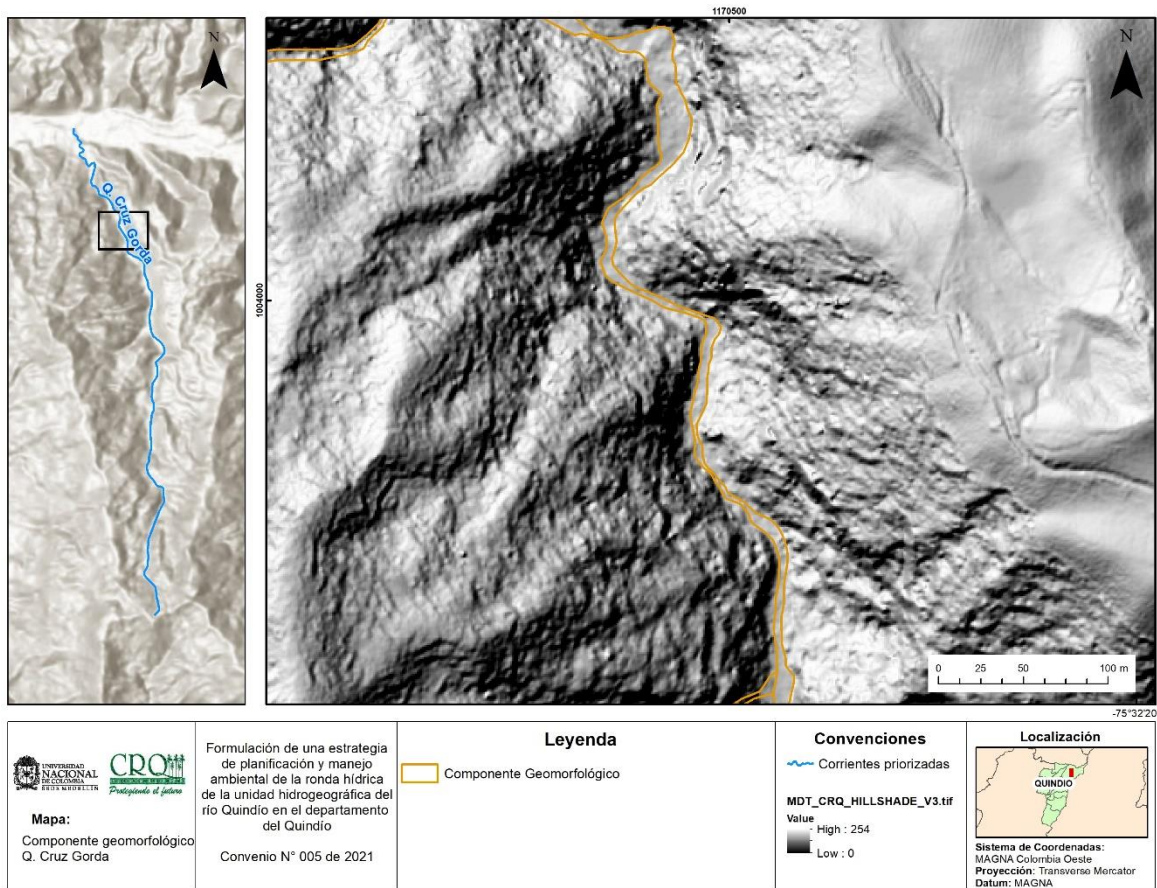 N
Q. Cruz Gorda
1170500
N
1004000
0 25 50 100 m
-75°32'20
UNIVERSIDAD
NACIONAL
DE COLOMBIA
SEDE MEDELLÍN
CRQ
Protegiendo el futuro
Mapa:
Componente geomorfológico
Q. Cruz Gorda
Formulación de una estrategia
de planificación y manejo
ambiental de la ronda hídrica
de la unidad hidrogeográfica del
río Quindío en el departamento
del Quindío
Convenio N° 005 de 2021
Leyenda
Componente Geomorfológico
Convenciones
Corrientes priorizadas
MDT_CRQ_HILLSHADE_V3.tif
Value
High : 254
Low : 0
Localización
QUINDIO
Sistema de Coordenadas:
MAGNA Colombia Oeste
Proyección: Transverse Mercator
Datum: MAGNA